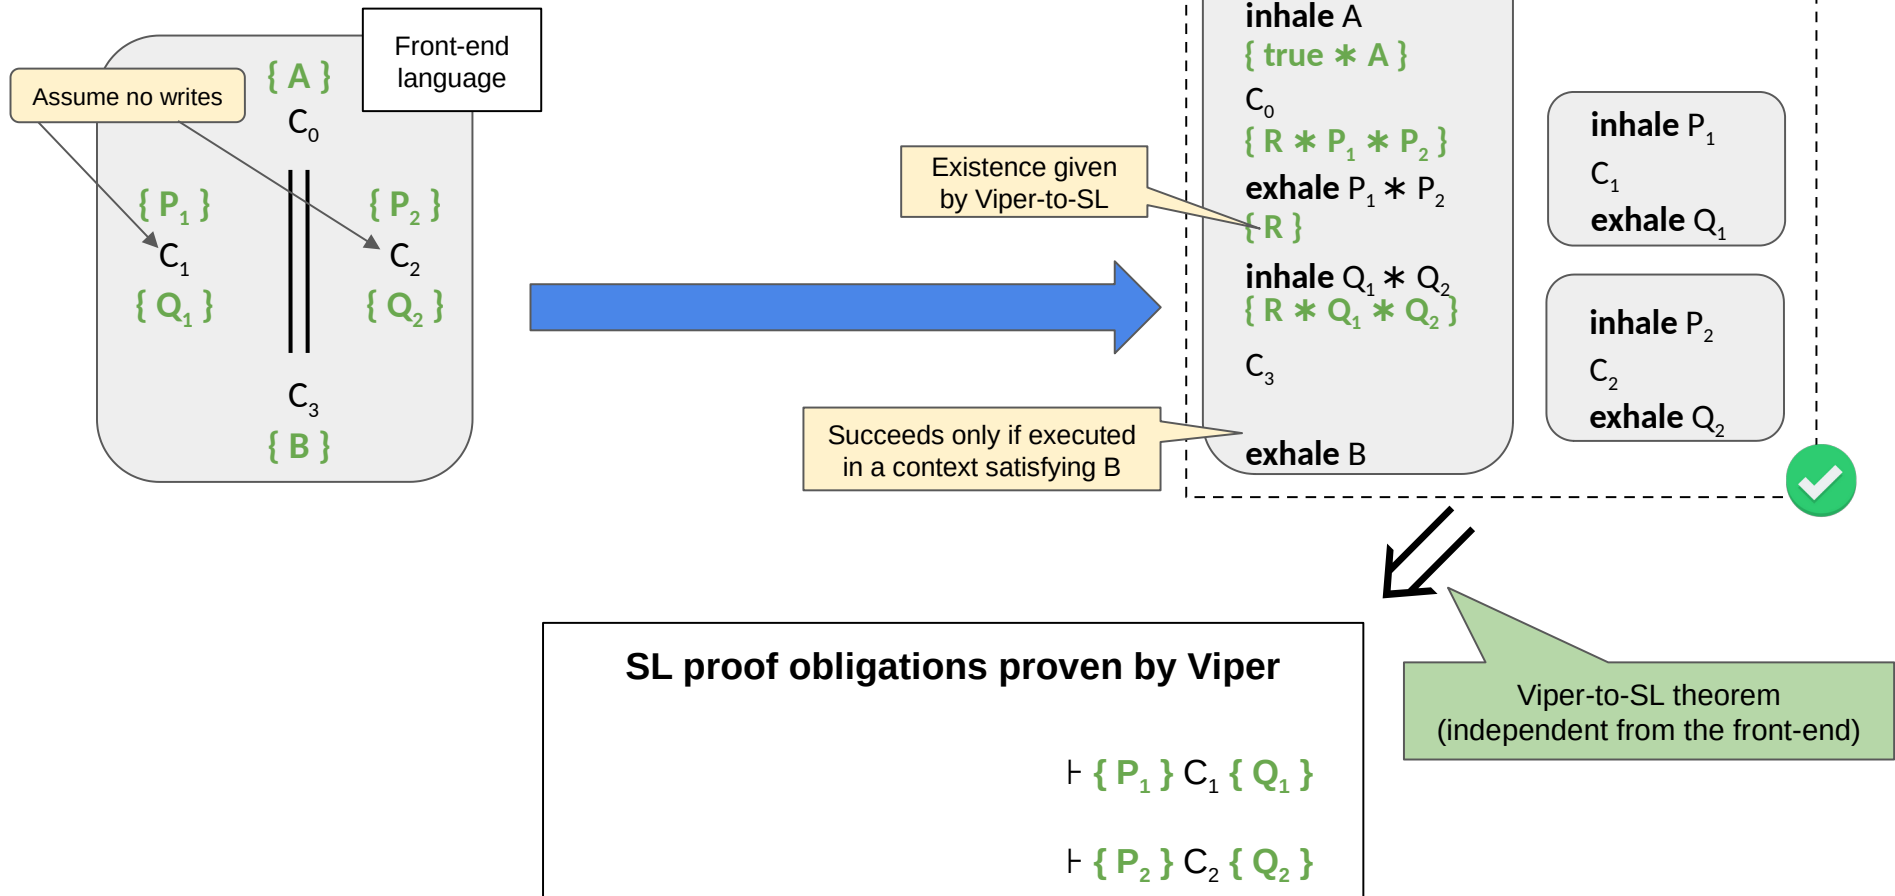 Front-end
language
Assume no writes
{ A }
C₀
{ P₁ }
{ P₂ }
C₁
C₂
{ Q₁ }
{ Q₂ }
C₃
{ B }
inhale A
{ true ∗ A }
C₀
{ R ∗ P₁ ∗ P₂ }
exhale P₁ ∗ P₂
{ R }
inhale Q₁ ∗ Q₂
{ R ∗ Q₁ ∗ Q₂ }
C₃
exhale B
Existence given
by Viper-to-SL
Succeeds only if executed
in a context satisfying B
inhale P₁
C₁
exhale Q₁
inhale P₂
C₂
exhale Q₂
Viper-to-SL theorem
(independent from the front-end)
SL proof obligations proven by Viper
⊦ { P₁ } C₁ { Q₁ }
⊦ { P₂ } C₂ { Q₂ }